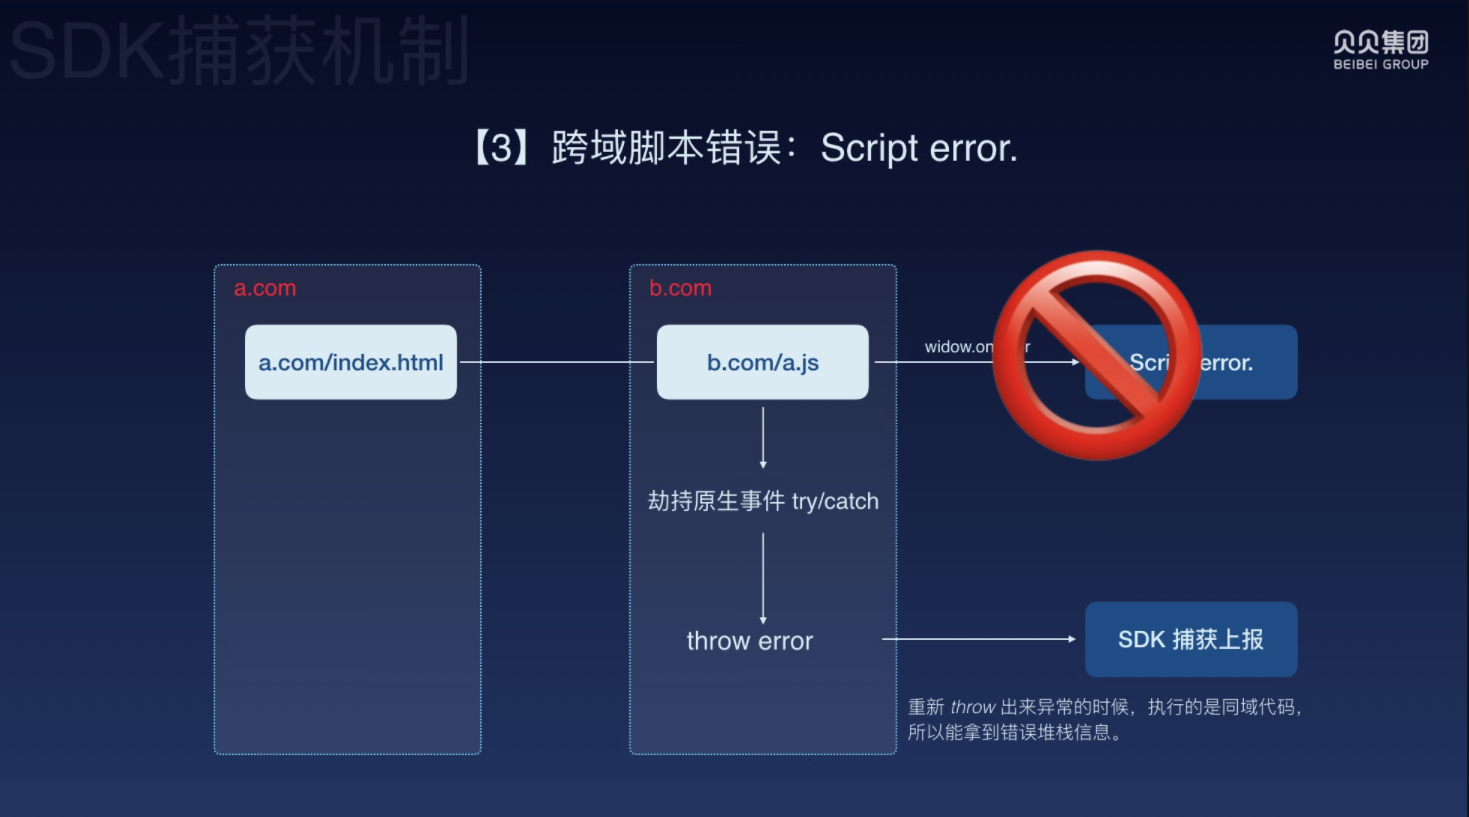 SDK捕获机制
贝贝集团
BEIBEI GROUP
【3】跨域脚本错误：Script error.
a.com
b.com
a.com/index.html
b.com/a.js
widow.on
r
Scri
error.
劫持原生事件 try/catch
throw error
SDK 捕获上报
重新 throw 出来异常的时候，执行的是同域代码，
所以能拿到错误堆栈信息。